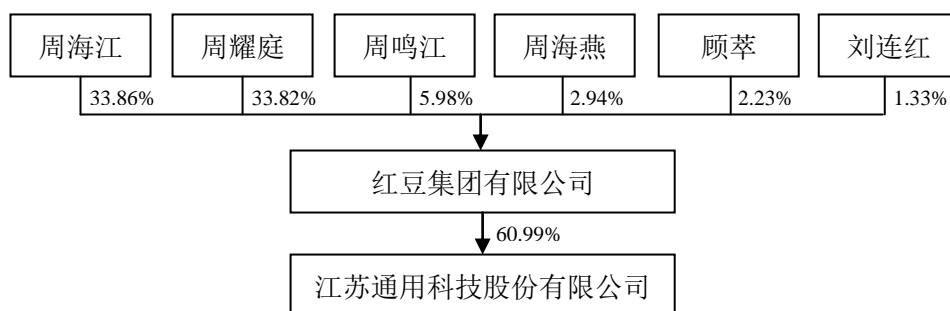 周海江 周耀庭 周鸣江 周海燕 顾萃 刘连红
33.86% 33.82% 5.98% 2.94% 2.23% 1.33%
红豆集团有限公司
60.99%
江苏通用科技股份有限公司